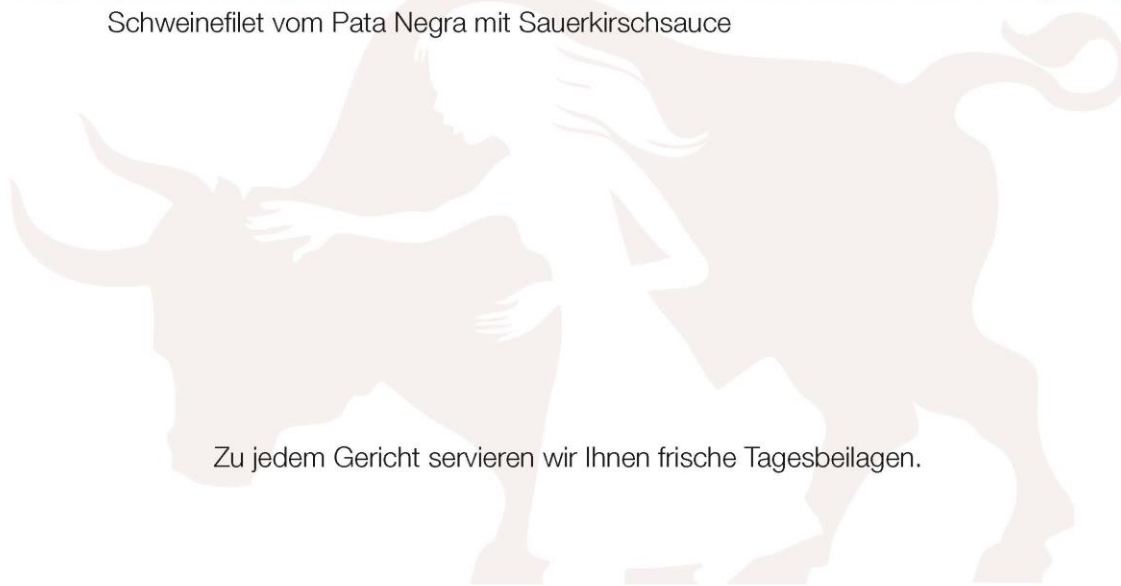 Schweinefilet vom Pata Negra mit Sauerkirschsauce
Zu jedem Gericht servieren wir Ihnen frische Tagesbeilagen.